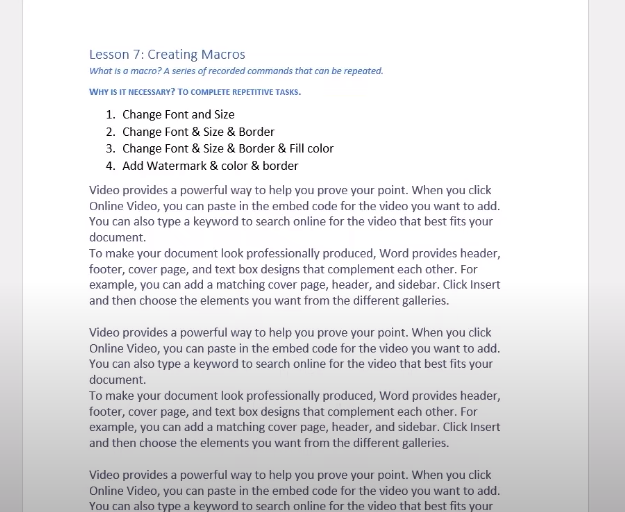 Lesson 7: Creating Macros
What is a macro? A series of recorded commands that can be repeated.
WHY IS IT NECESSARY? TO COMPLETE REPETITIVE TASKS.
1. Change Font and Size
2. Change Font & Size & Border
3. Change Font & Size & Border & Fill color
4. Add Watermark & color & border
Video provides a powerful way to help you prove your point. When you click
Online Video, you can paste in the embed code for the video you want to add.
You can also type a keyword to search online for the video that best fits your
document.
To make your document look professionally produced, Word provides header,
footer, cover page, and text box designs that complement each other. For
example, you can add a matching cover page, header, and sidebar. Click Insert
and then choose the elements you want from the different galleries.
Video provides a powerful way to help you prove your point. When you click
Online Video, you can paste in the embed code for the video you want to add.
You can also type a keyword to search online for the video that best fits your
document.
To make your document look professionally produced, Word provides header,
footer, cover page, and text box designs that complement each other. For
example, you can add a matching cover page, header, and sidebar. Click Insert
and then choose the elements you want from the different galleries.
Video provides a powerful way to help you prove your point. When you click
Online Video, you can paste in the embed code for the video you want to add.
You can also type a keyword to search online for the video that best fits your